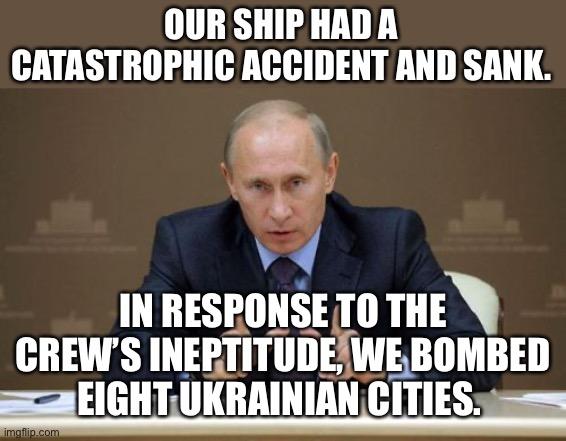 OUR SHIP HAD A
CATASTROPHIC ACCIDENT AND SANK.
IN RESPONSE TO THE
CREW'S INEPTITUDE, WE BOMBED
EIGHT UKRAINIAN CITIES.
imgflip.com